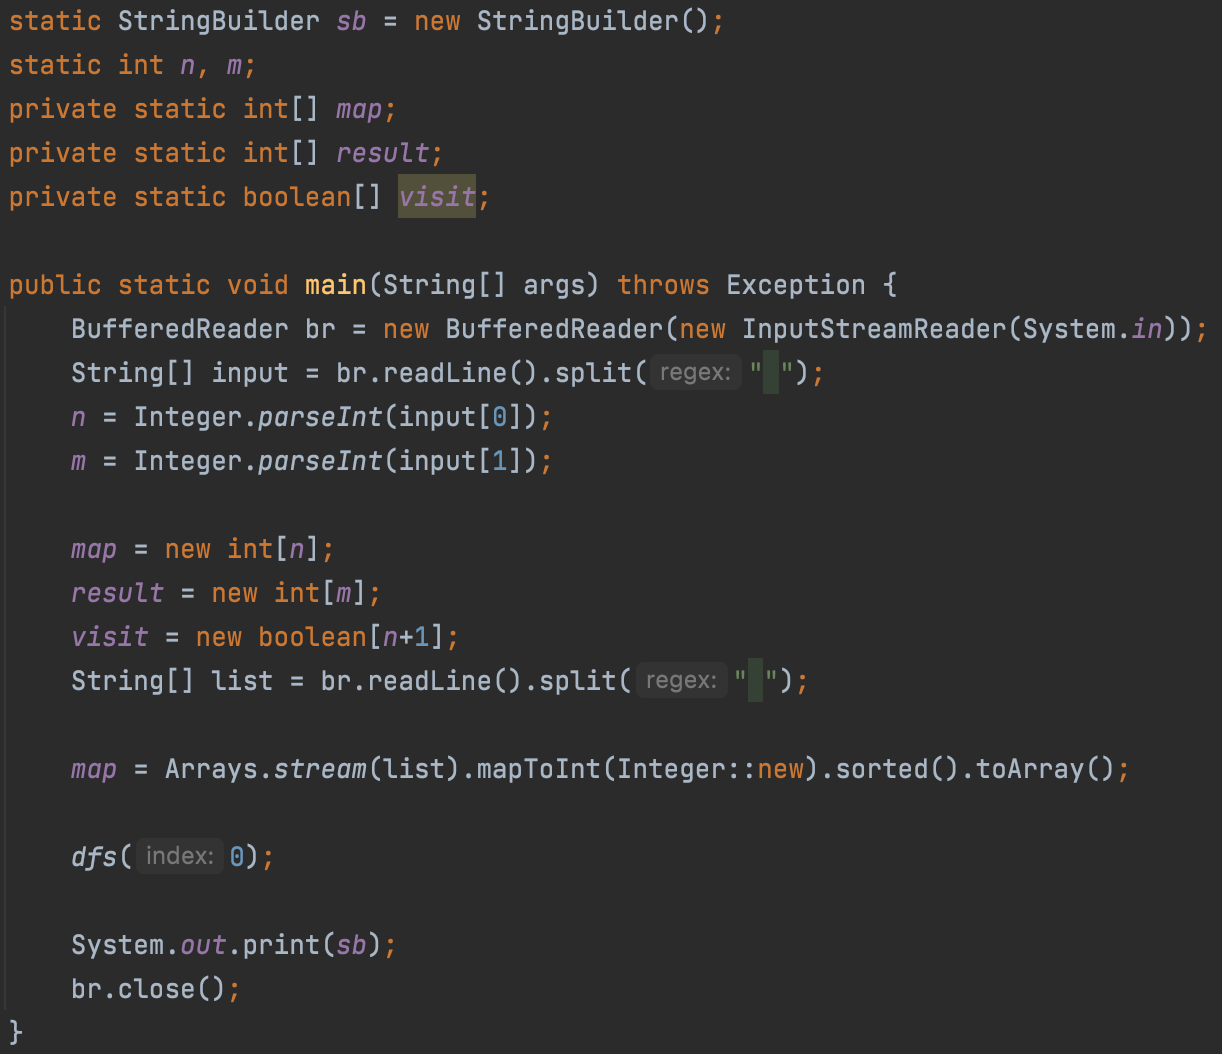 static StringBuilder sb = new StringBuilder();
static int n, m;
private static int[] map;
private static int[] result;
private static boolean[] visit;

public static void main(String[] args) throws Exception {
    BufferedReader br = new BufferedReader(new InputStreamReader(System.in));
    String[] input = br.readLine().split( regex: " ");
    n = Integer.parseInt(input[0]);
    m = Integer.parseInt(input[1]);

    map = new int[n];
    result = new int[m];
    visit = new boolean[n+1];
    String[] list = br.readLine().split( regex: " ");

    map = Arrays.stream(list).mapToInt(Integer::new).sorted().toArray();

    dfs( index: 0);

    System.out.print(sb);
    br.close();
}